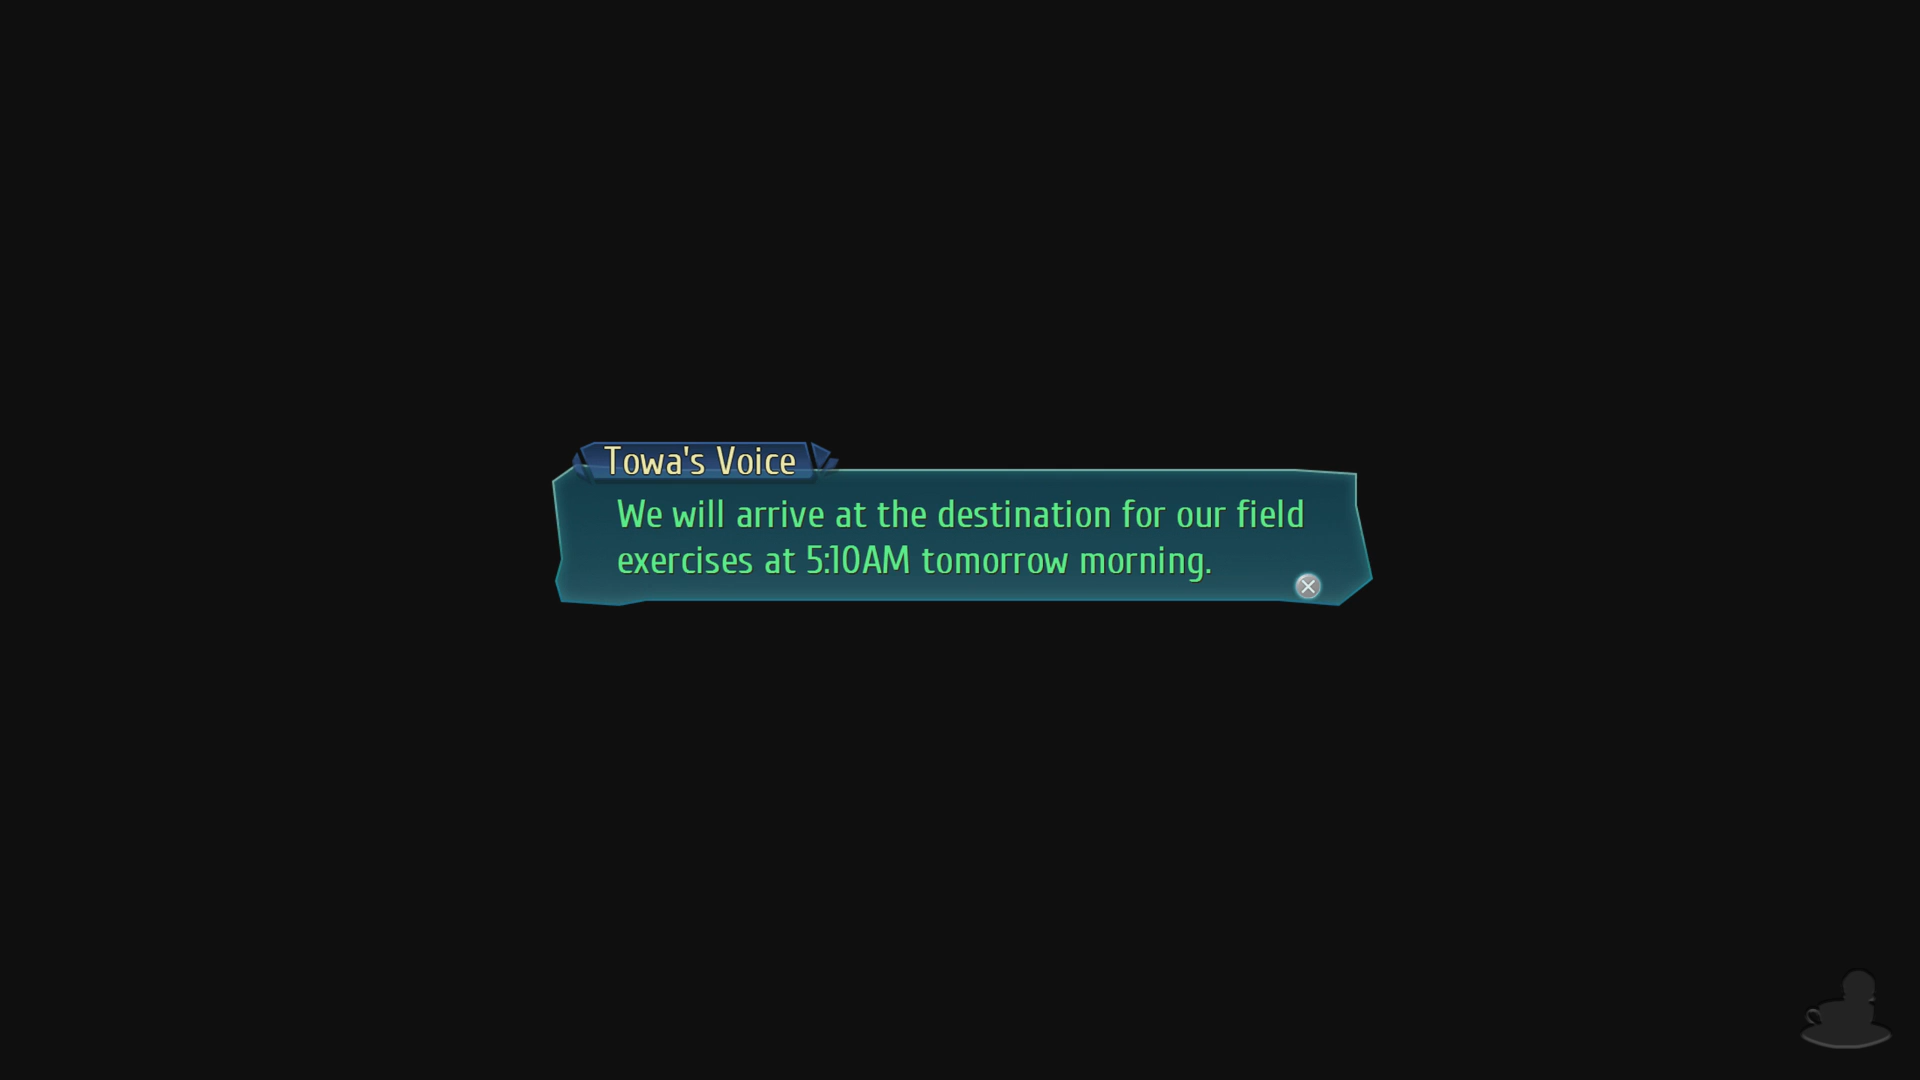 Towa's Voice
We will arrive at the destination for our field
exercises at 5:10AM tomorrow morning.